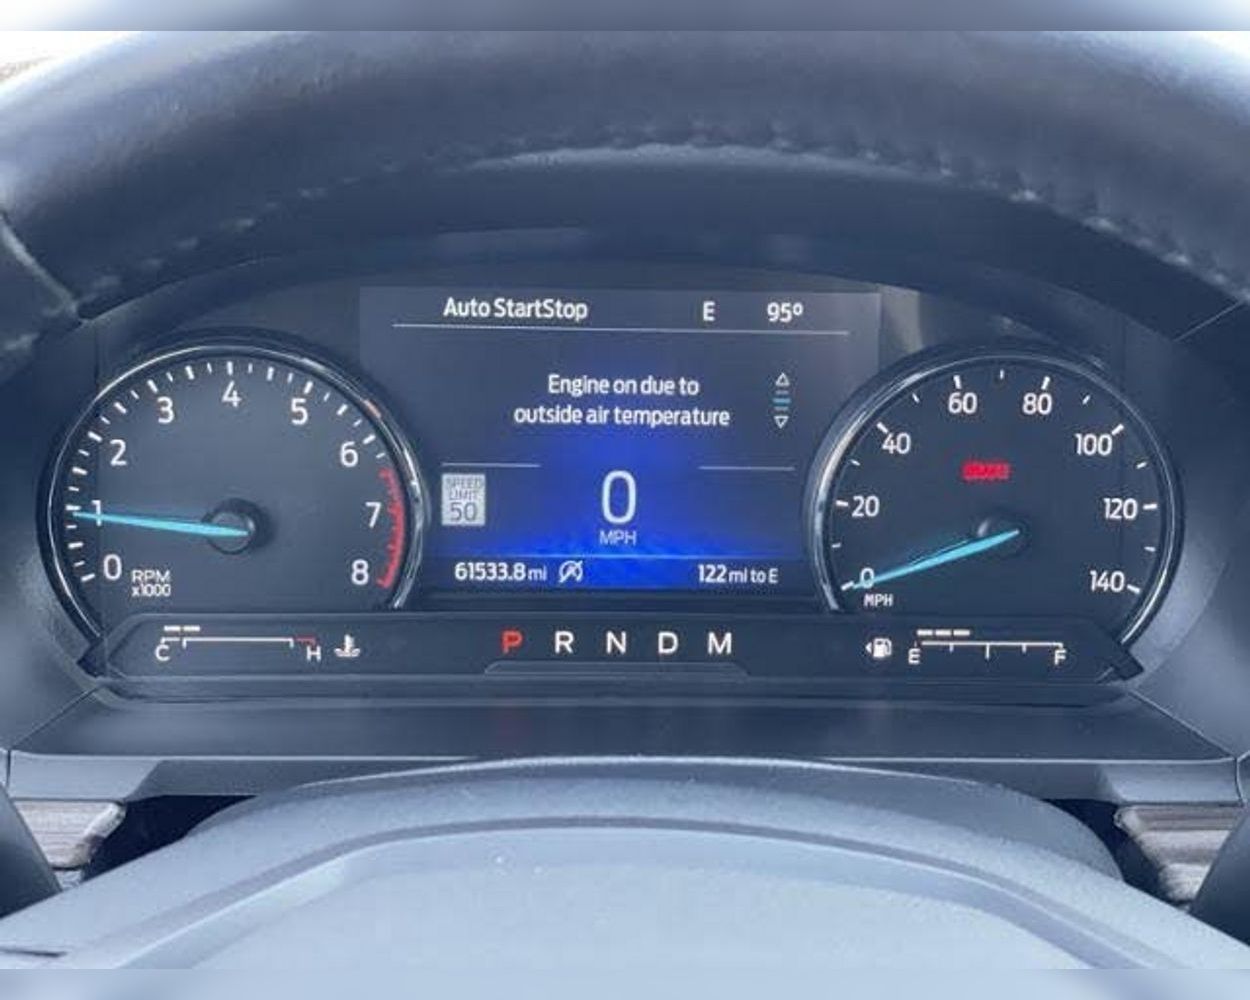 Auto StartStop E 95º
Engine on due to
outside air temperature
SPEED
LIMIT
50
0
MPH
61533.8 mi 122 mi to E
0 1 2 3 4 5 6 7 8
RPM
x1000
0 20 40 60 80 100 120 140
MPH
C H
P R N D M
E F